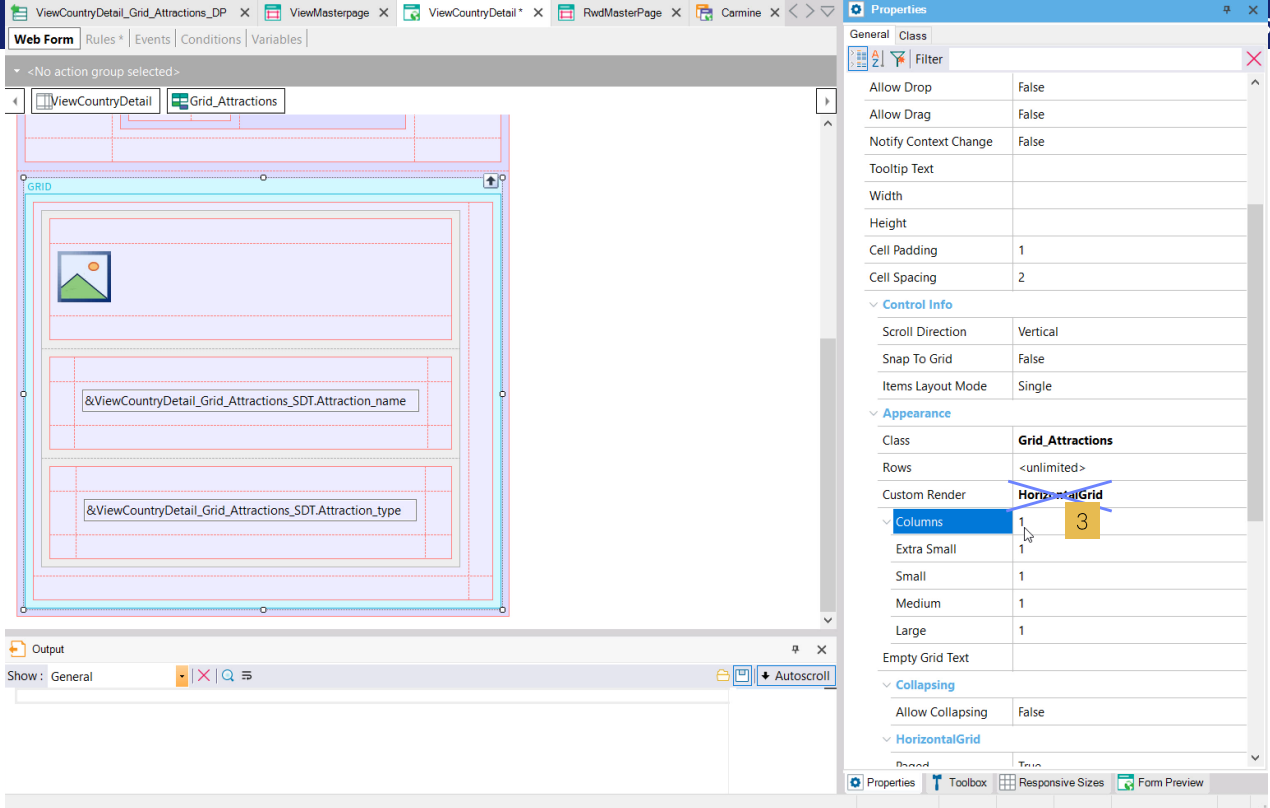 ViewCountryDetail_Grid_Attractions_DP
ViewMasterpage
ViewCountryDetail *
RwdMasterPage
Carmine
Web Form
Rules *
Events
Conditions
Variables
<No action group selected>
ViewCountryDetail
Grid_Attractions
GRID
&ViewCountryDetail_Grid_Attractions_SDT.Attraction_name
&ViewCountryDetail_Grid_Attractions_SDT.Attraction_type
Output
Show :
General
Autoscroll
Properties
General
Class
Filter
Allow Drop False
Allow Drag False
Notify Context Change False
Tooltip Text
Width
Height
Cell Padding 1
Cell Spacing 2
Control Info
Scroll Direction Vertical
Snap To Grid False
Items Layout Mode Single
Appearance
Class Grid_Attractions
Rows <unlimited>
Custom Render HorizontalGrid
Columns 1
3
Extra Small 1
Small 1
Medium 1
Large 1
Empty Grid Text
Collapsing
Allow Collapsing False
HorizontalGrid
Paged True
Properties
Toolbox
Responsive Sizes
Form Preview